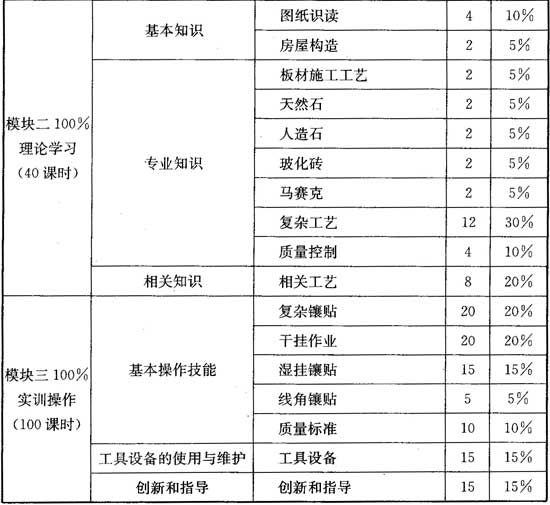 模块二 100%
理论学习
（40 课时）
基本知识
图纸识读 4 10%
房屋构造 2 5%
专业知识
板材施工工艺 2 5%
天然石 2 5%
人造石 2 5%
玻化砖 2 5%
马赛克 2 5%
复杂工艺 12 30%
质量控制 4 10%
相关知识 相关工艺 8 20%
模块三 100%
实训操作
（100 课时）
基本操作技能
复杂镶贴 20 20%
干挂作业 20 20%
湿挂镶贴 15 15%
线角镶贴 5 5%
质量标准 10 10%
工具设备的使用与维护 工具设备 15 15%
创新和指导 创新和指导 15 15%